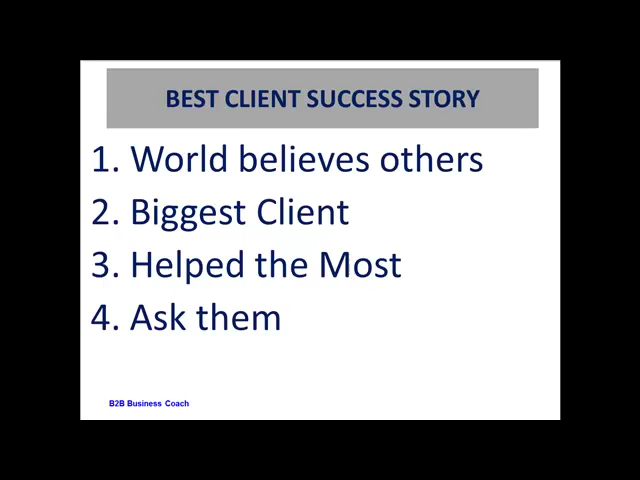 BEST CLIENT SUCCESS STORY
1. World believes others
2. Biggest Client
3. Helped the Most
4. Ask them
B2B Business Coach